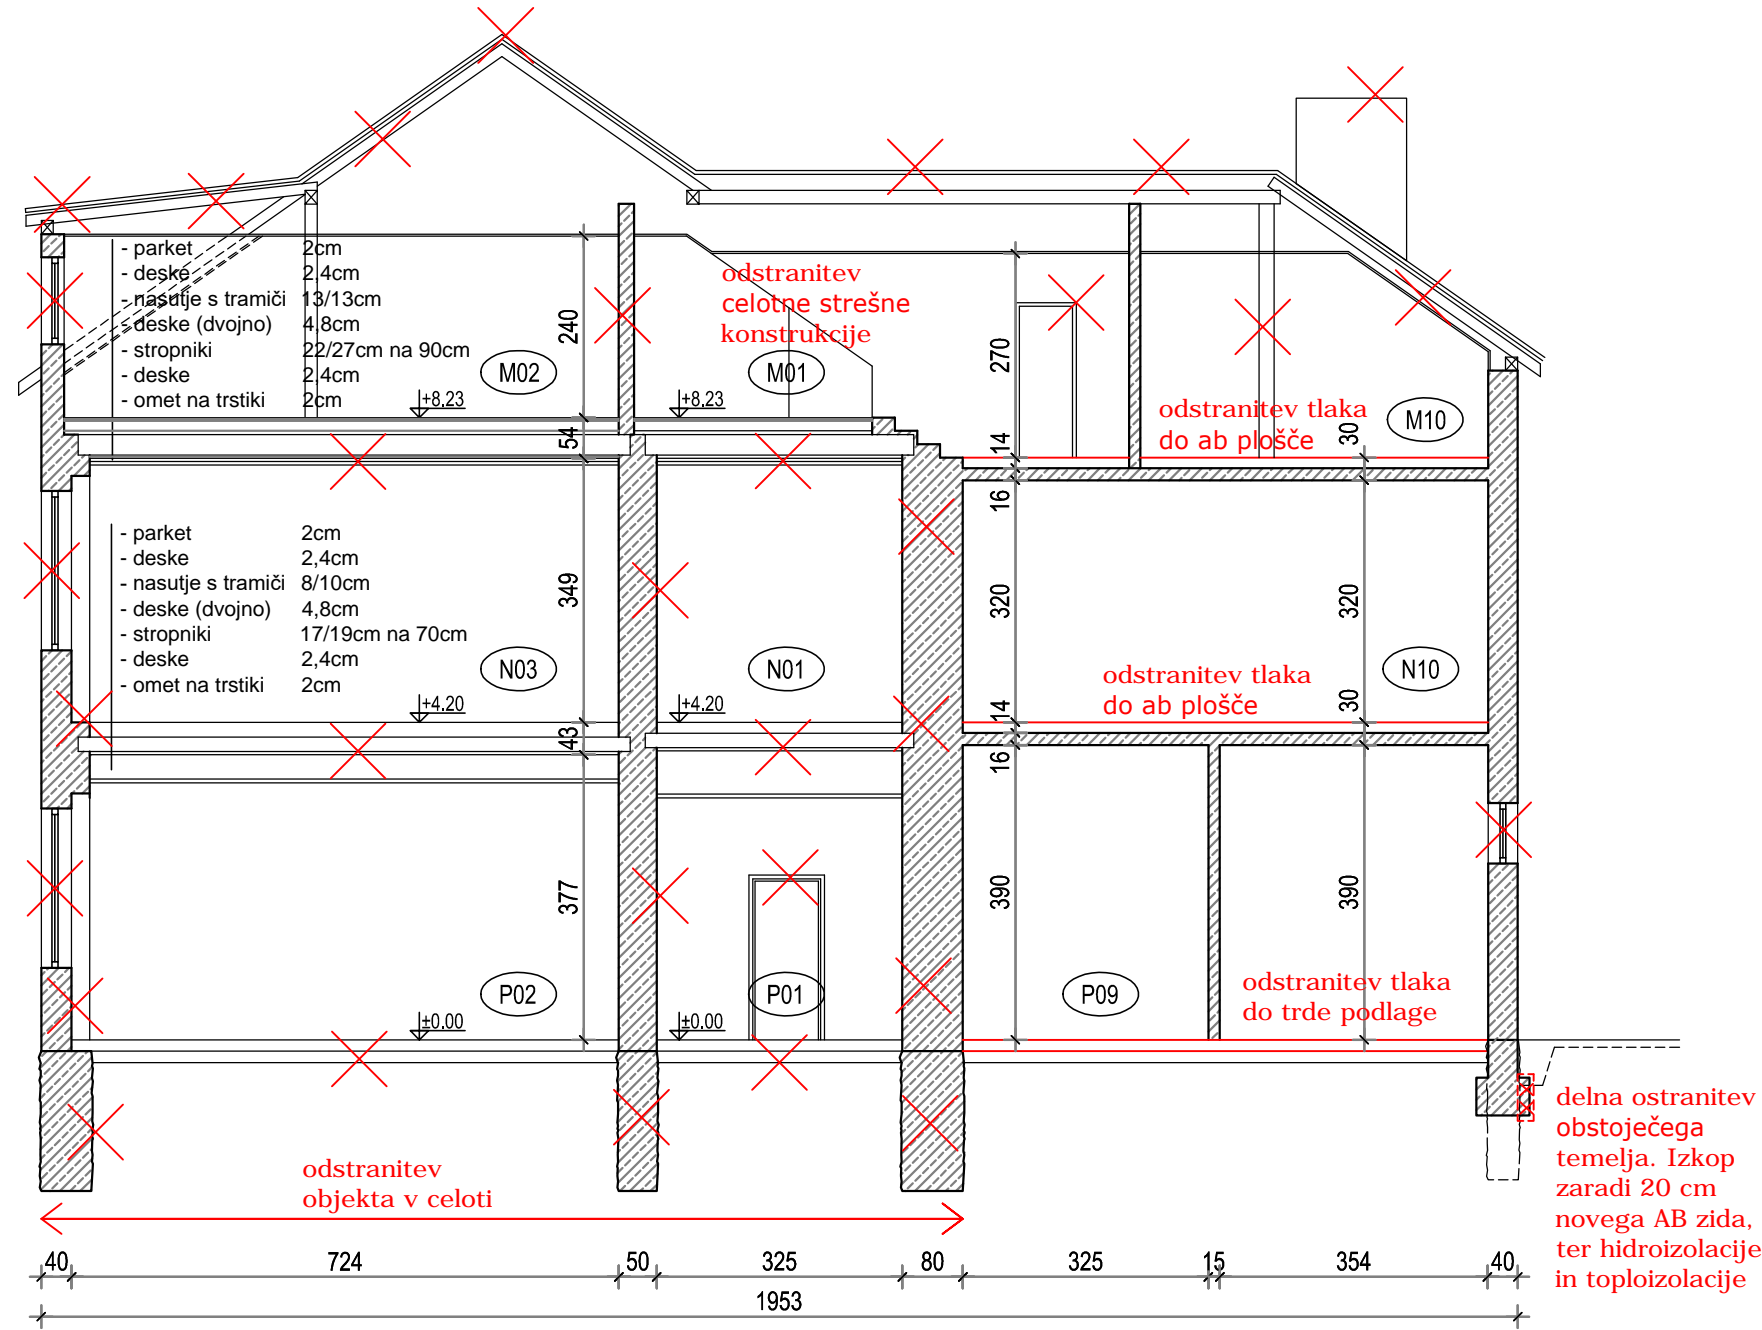 - parket 2cm
- deske 2,4cm
- nasutje s tramiči 13/13cm
- deske (dvojno) 4,8cm
- stropniki 22/27cm na 90cm
- deske 2,4cm
- omet na trstiki 2cm
240
M02
+8,23
54
odstranitev
celotne strešne
konstrukcije
M01
+8,23
270
14
odstranitev tlaka
do ab plošče
30
M10
- parket 2cm
- deske 2,4cm
- nasutje s tramiči 8/10cm
- deske (dvojno) 4,8cm
- stropniki 17/19cm na 70cm
- deske 2,4cm
- omet na trstiki 2cm
349
N03
+4.20
43
N01
+4.20
16
320
14
320
odstranitev tlaka
do ab plošče
30
N10
377
P02
±0.00
P01
±0.00
16
390
P09
390
odstranitev tlaka
do trde podlage
odstranitev
objekta v celoti
delna ostranitev
obstoječega
temelja. Izkop
zaradi 20 cm
novega AB zida,
ter hidroizolacije
in toploizolacije
40 724 50 325 80 325 15 354 40
1953